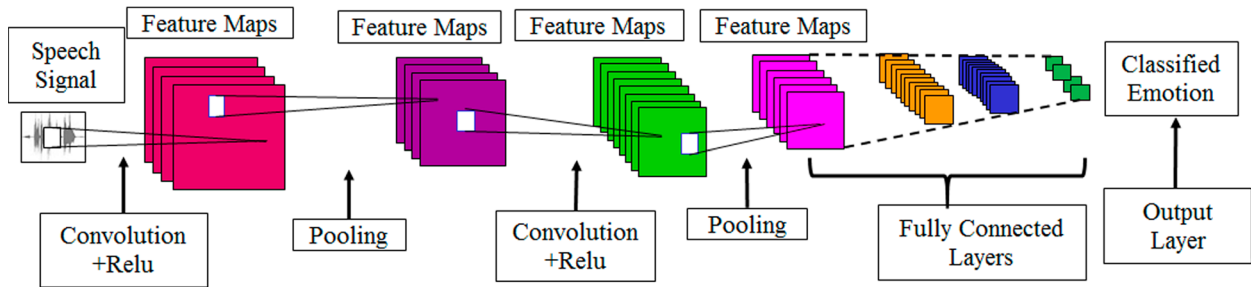 Feature Maps
Feature Maps
Feature Maps
Feature Maps
Speech
Signal
Classified
Emotion
Convolution
+Relu
Pooling
Convolution
+Relu
Pooling
Fully Connected
Layers
Output
Layer